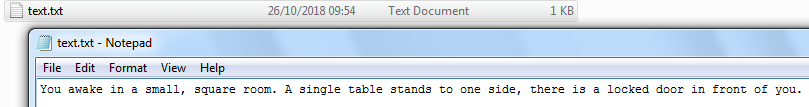 text.txt 26/10/2018 09:54 Text Document 1 KB
text.txt - Notepad
File Edit Format View Help
You awake in a small, square room. A single table stands to one side, there is a locked door in front of you.